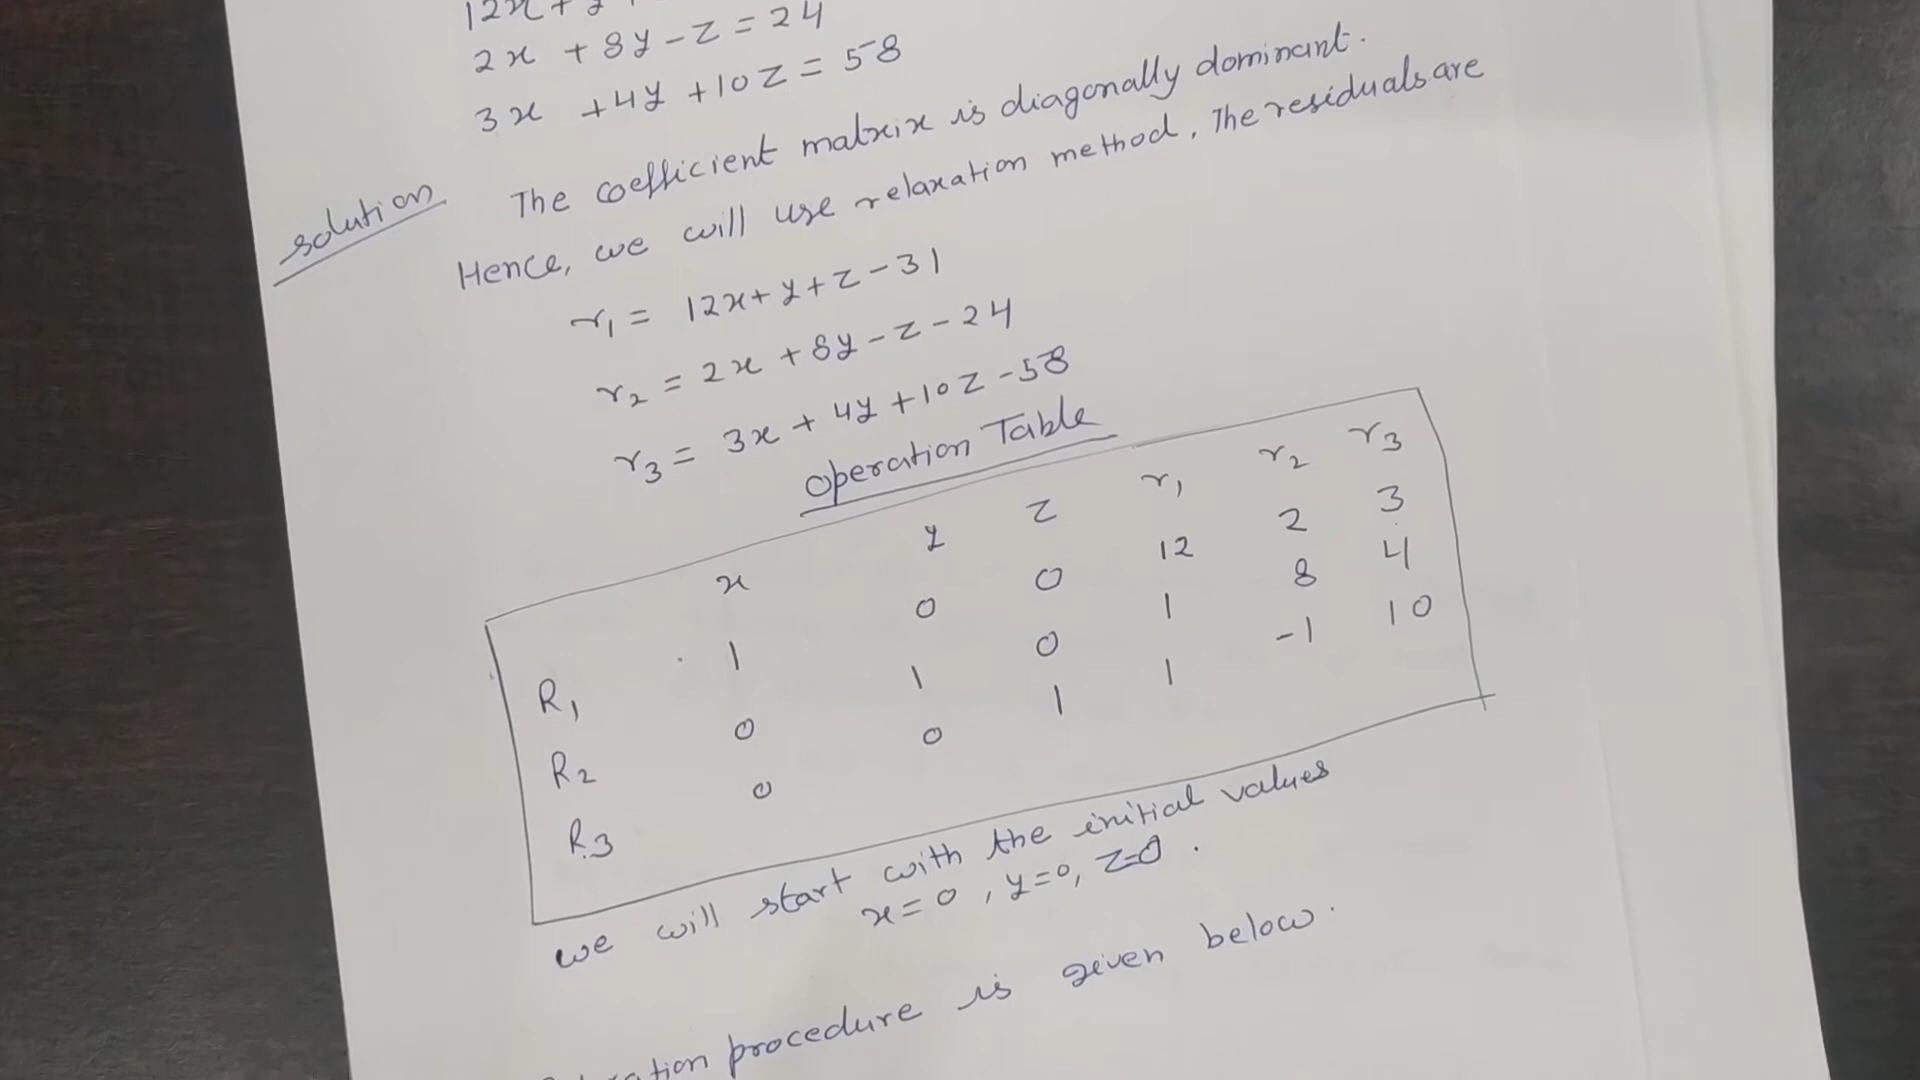 12x + y
2x + 8y - z = 24
3x + 4y + 10z = 58
solution The coefficient matrix is diagonally dominant.
Hence, we will use relaxation method. The residuals are
r₁ = 12x + y + z - 31
r₂ = 2x + 8y - z - 24
r₃ = 3x + 4y + 10z - 58
Operation Table
x y z r₁ r₂ r₃
R₁ 1 0 0 12 2 3
R₂ 0 1 0 1 8 4
R₃ 0 0 1 1 -1 10
we will start with the initial values
x = 0, y = 0, z = 0.
procedure is given below.